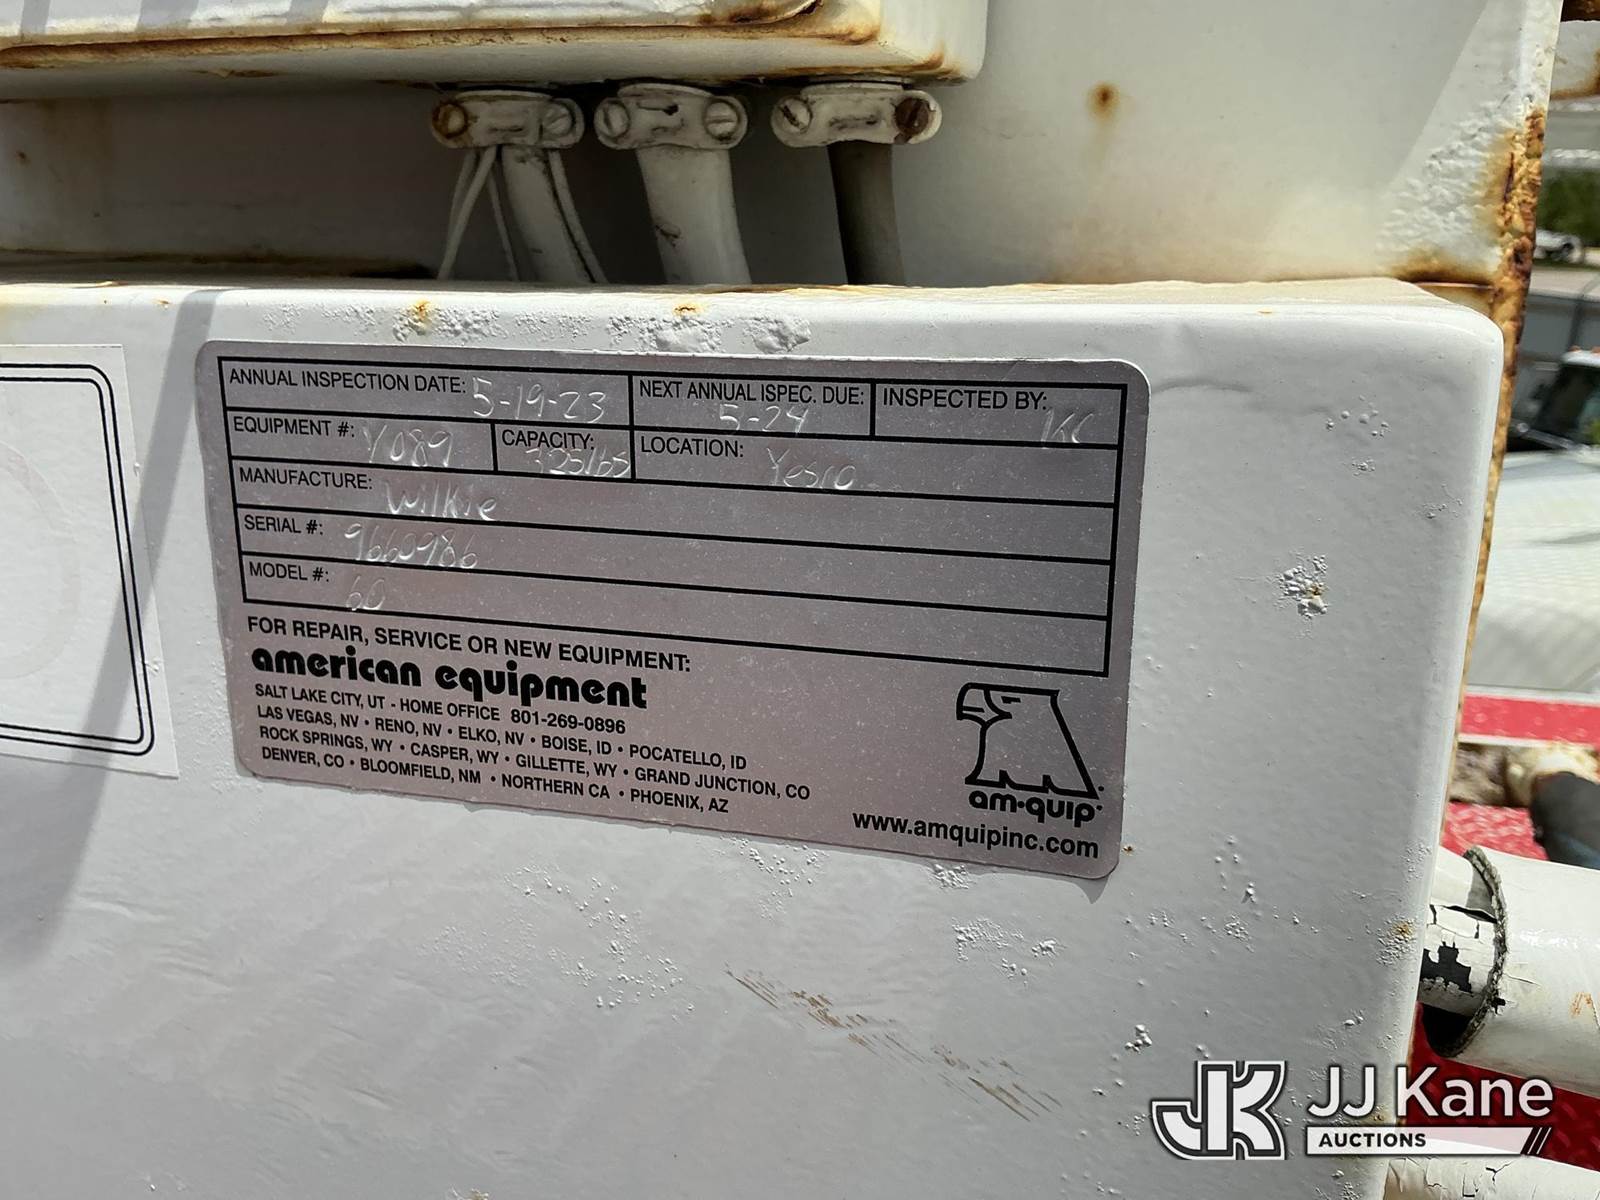 ANNUAL INSPECTION DATE: 5-19-23 NEXT ANNUAL ISPEC. DUE: 5-24 INSPECTED BY: KC
EQUIPMENT #: Y089 CAPACITY: LOCATION: Yesco
MANUFACTURE: Wilkie
SERIAL #: 9660986
MODEL #: 60
FOR REPAIR, SERVICE OR NEW EQUIPMENT:
american equipment
SALT LAKE CITY, UT - HOME OFFICE 801-269-0896
LAS VEGAS, NV • RENO, NV • ELKO, NV • BOISE, ID • POCATELLO, ID
ROCK SPRINGS, WY • CASPER, WY • GILLETTE, WY • GRAND JUNCTION, CO
DENVER, CO • BLOOMFIELD, NM • NORTHERN CA • PHOENIX, AZ
am-quip
www.amquipinc.com
JK JJ Kane
AUCTIONS